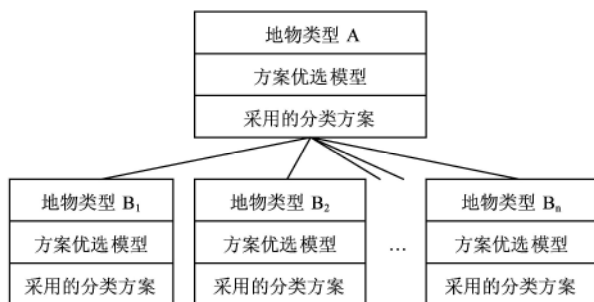 地物类型 A
方案优选模型
采用的分类方案
地物类型 B₁
方案优选模型
采用的分类方案
地物类型 B₂
方案优选模型
采用的分类方案
…
地物类型 Bₙ
方案优选模型
采用的分类方案